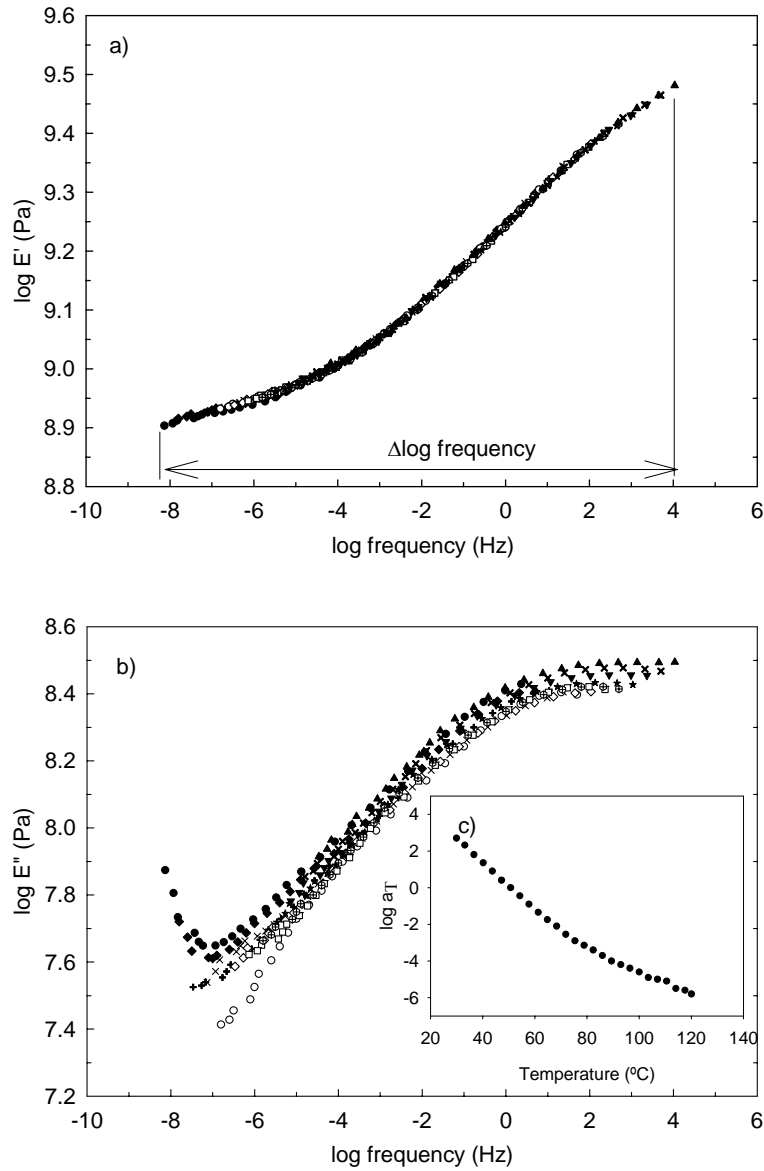 a)
9.6
9.5
9.4
9.3
9.2
9.1
9.0
8.9
8.8
log E' (Pa)
Δlog frequency
-10 -8 -6 -4 -2 0 2 4 6
log frequency (Hz)
b)
8.6
8.4
8.2
8.0
7.8
7.6
7.4
7.2
log E" (Pa)
c)
4
2
0
-2
-4
-6
log aT
20 40 60 80 100 120 140
Temperature (ºC)
-10 -8 -6 -4 -2 0 2 4 6
log frequency (Hz)